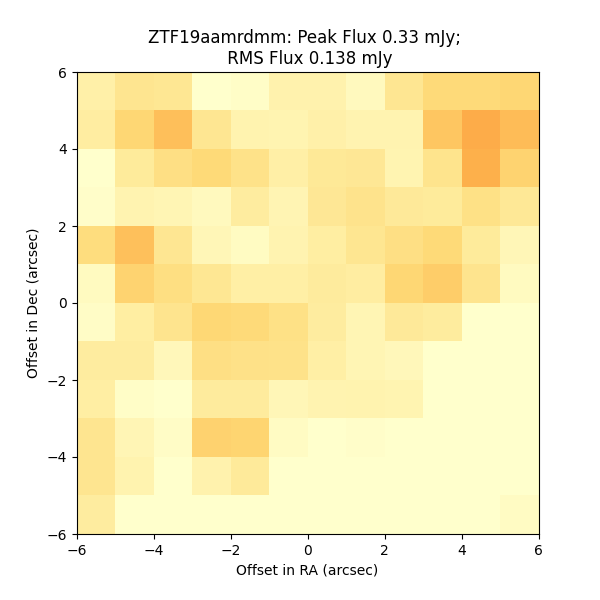 ZTF19aamrdmm: Peak Flux 0.33 mJy;
RMS Flux 0.138 mJy
6
4
2
0
−2
−4
−6
Offset in Dec (arcsec)
−6 −4 −2 0 2 4 6
Offset in RA (arcsec)